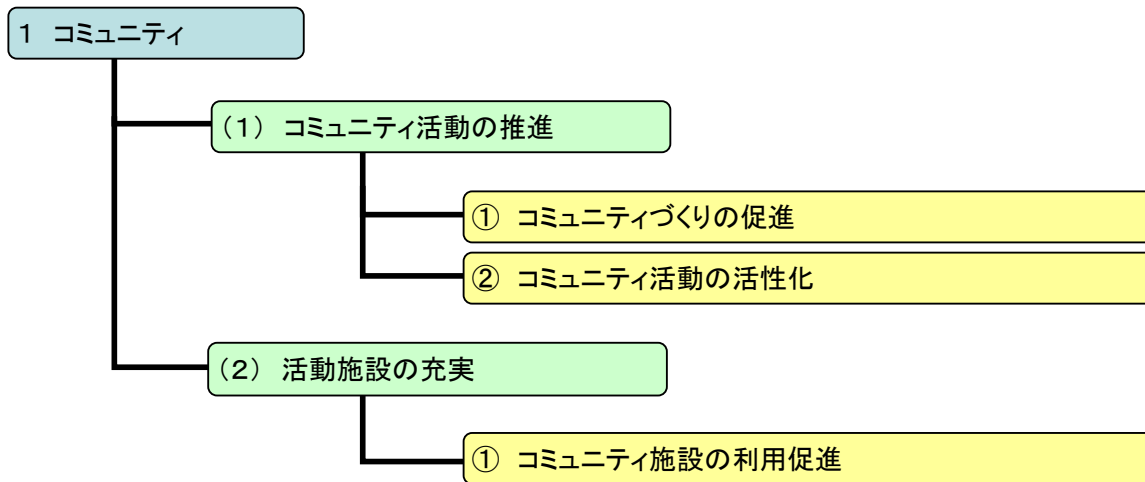 1　コミュニティ
（１）　コミュニティ活動の推進
①　コミュニティづくりの促進
②　コミュニティ活動の活性化
（２）　活動施設の充実
①　コミュニティ施設の利用促進